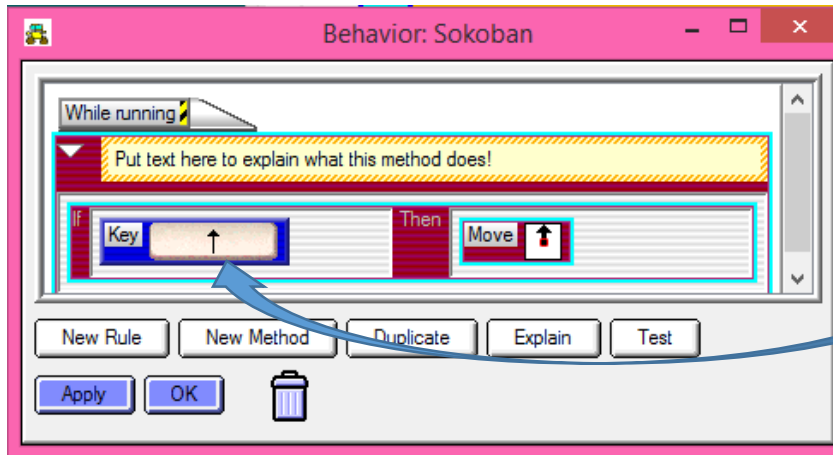 Behavior: Sokoban
While running
Put text here to explain what this method does!
If Key ↑ Then Move
New Rule New Method Duplicate Explain Test
Apply OK